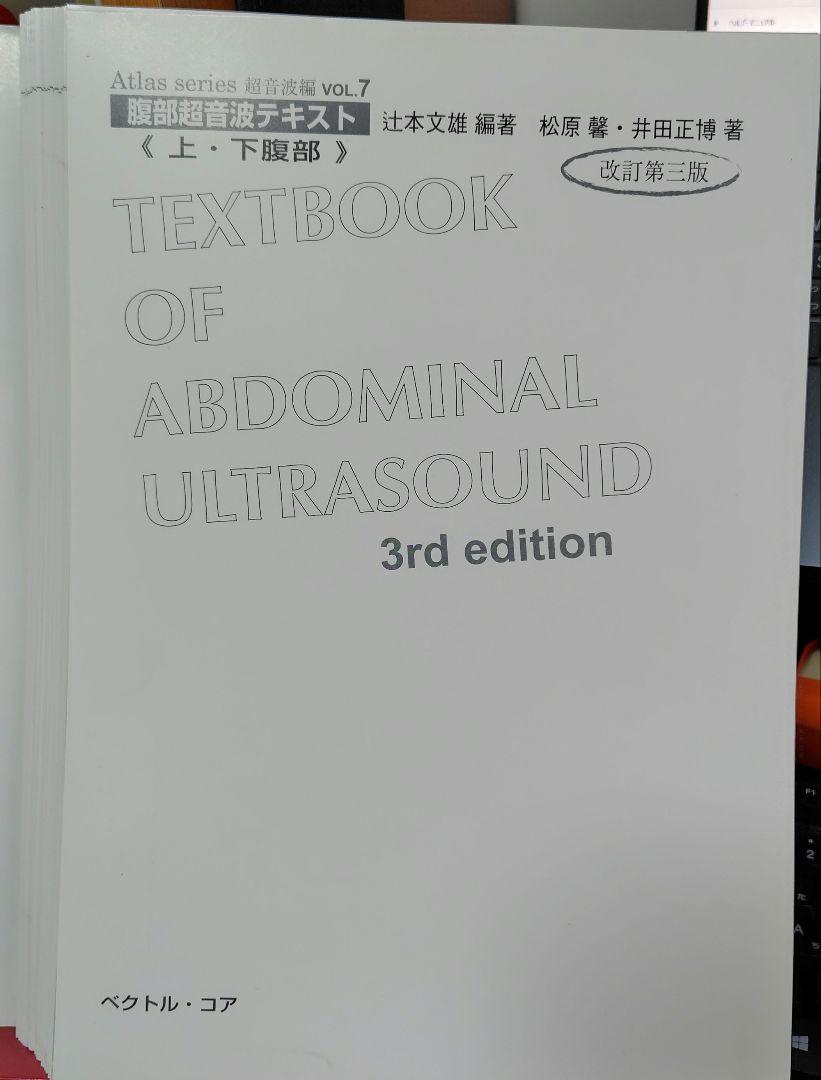 Atlas series 超音波編 VOL.7
腹部超音波テキスト 辻本文雄 編著 松原 馨・井田正博 著
《 上・下腹部 》
改訂第三版
TEXTBOOK
OF
ABDOMINAL
ULTRASOUND
3rd edition
ベクトル・コア